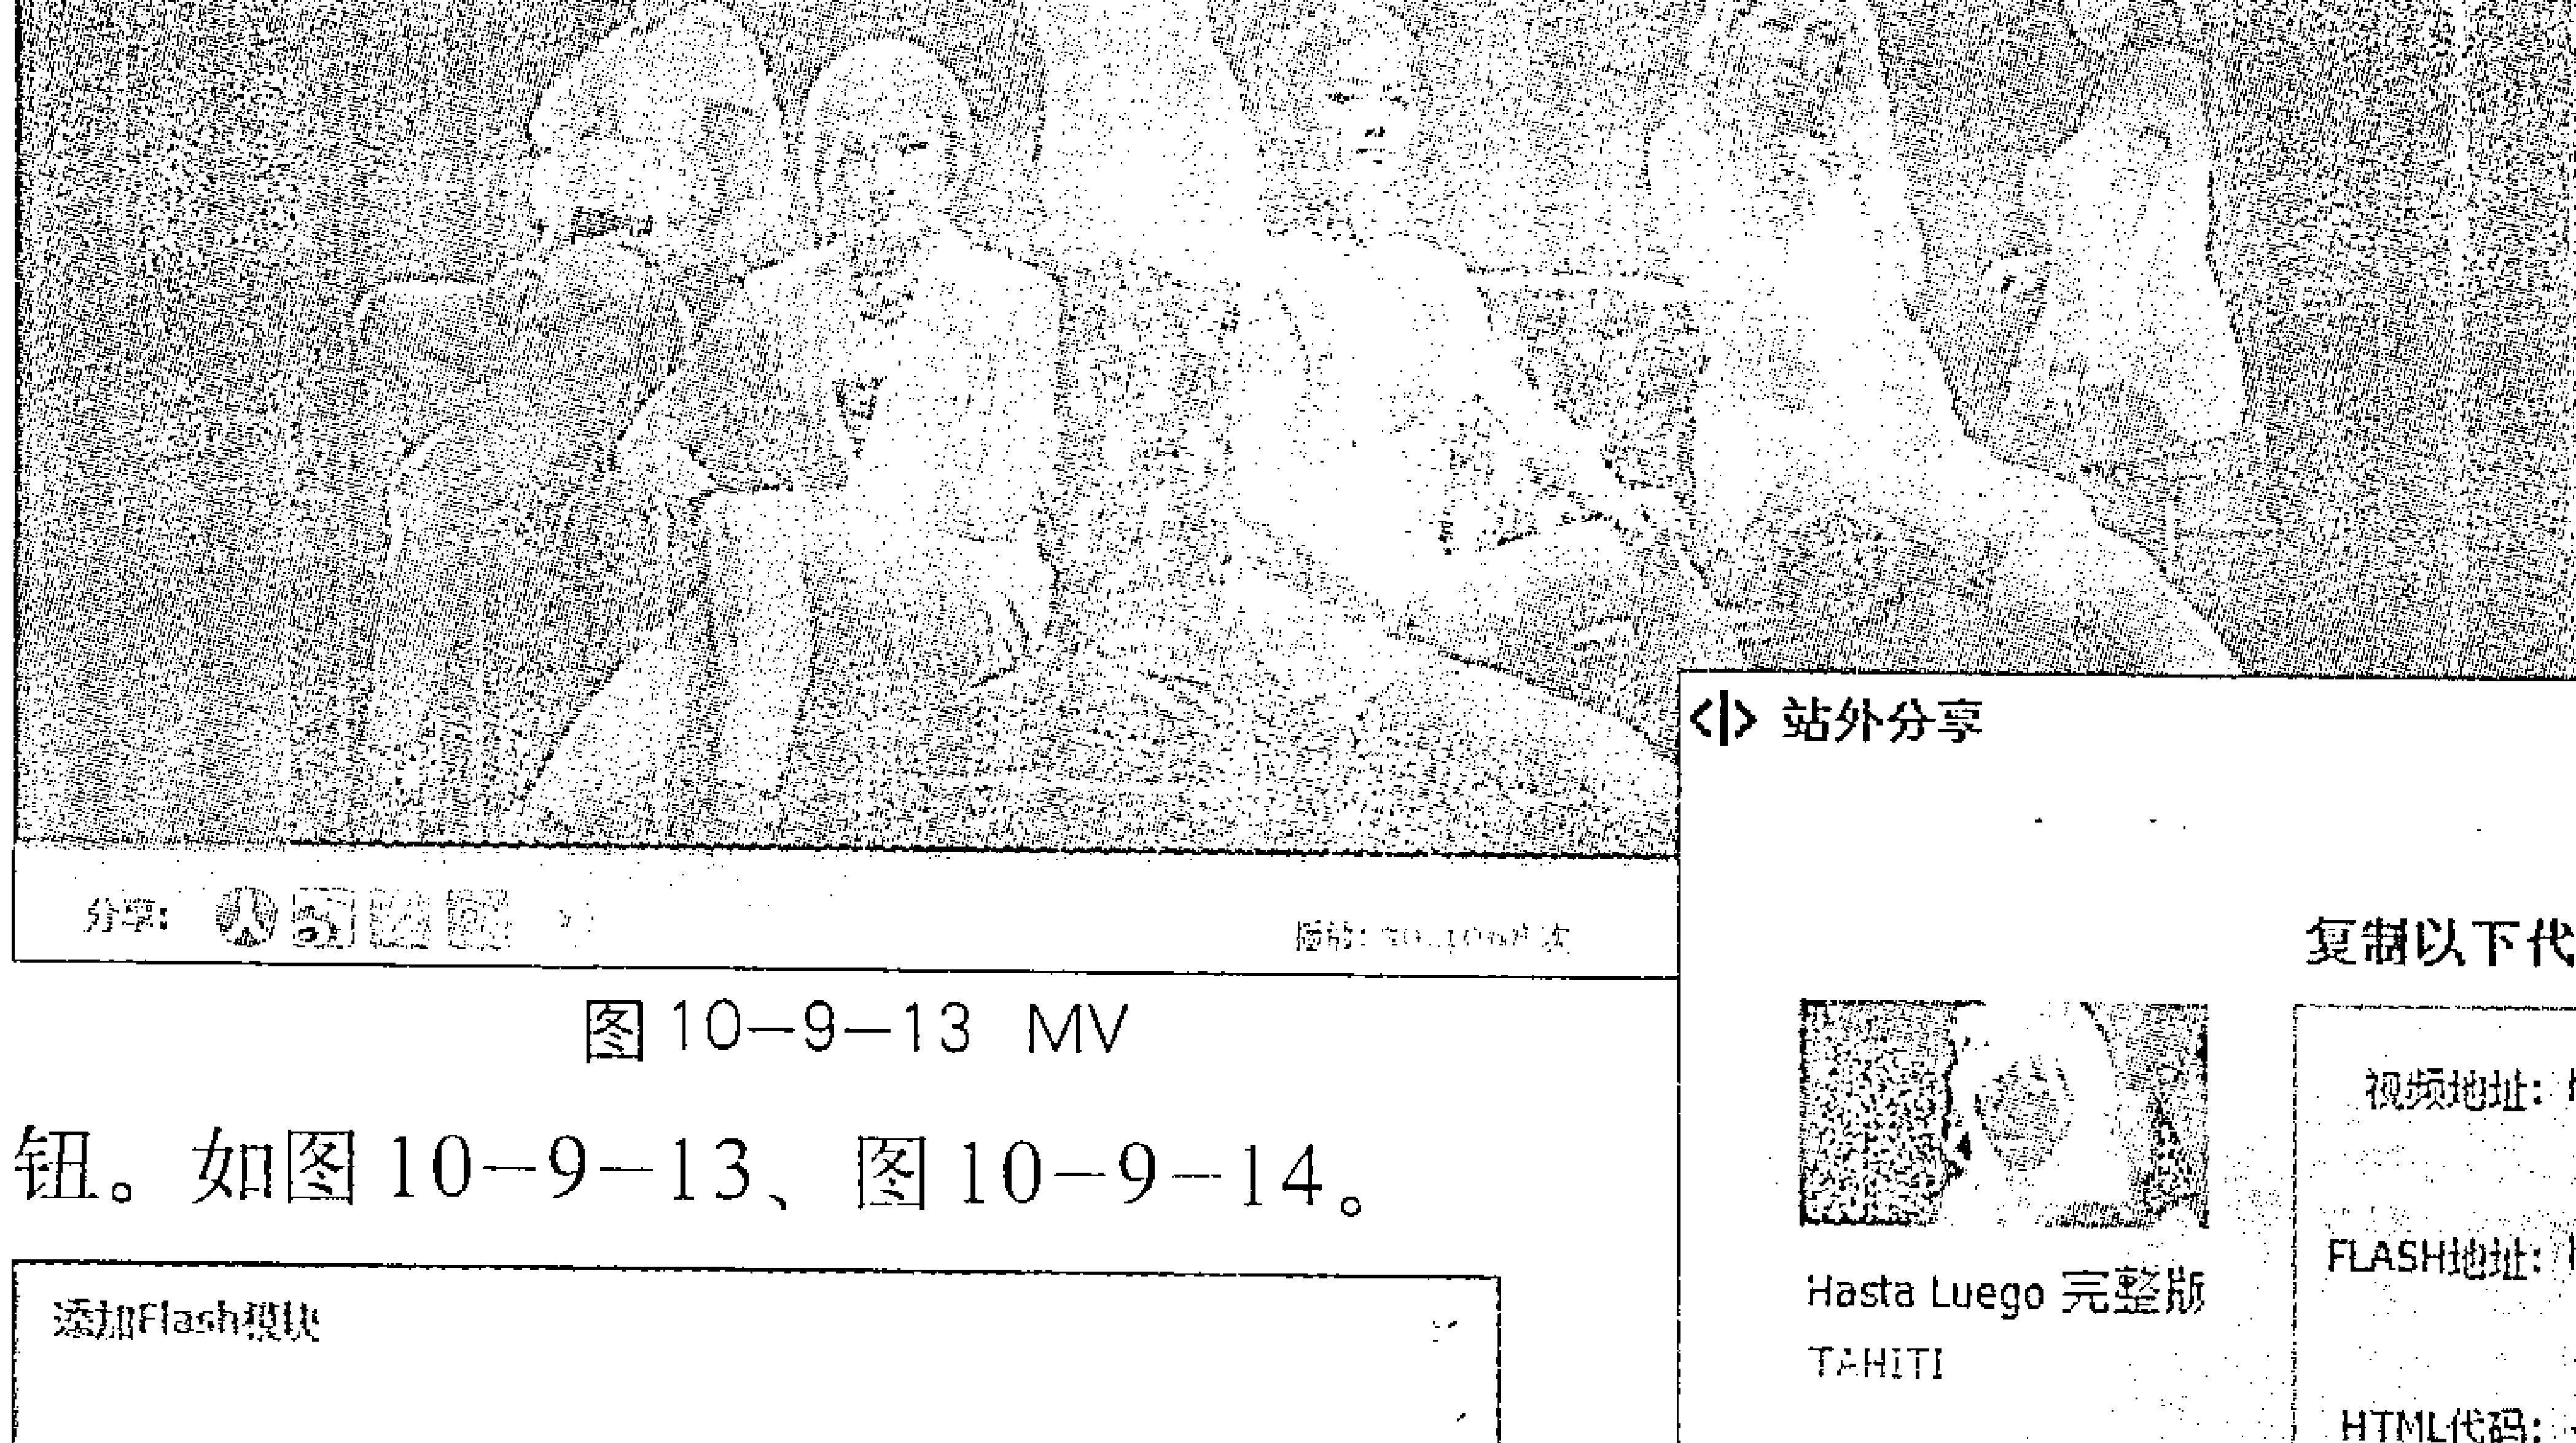 分享:
播放:
图 10-9-13 MV
钮。如图 10-9-13、图 10-9-14。
添加Flash模块
站外分享
复制以下代
视频地址:
FLASH地址:
HTML代码:
Hasta Luego 完整版
TAHITI